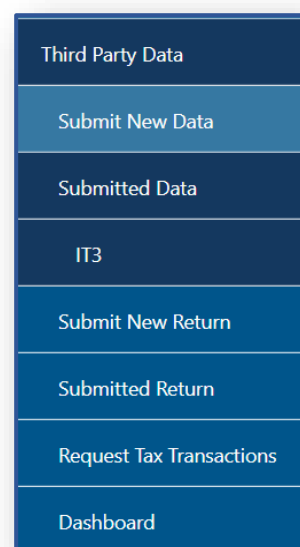 Third Party Data
Submit New Data
Submitted Data
IT3
Submit New Return
Submitted Return
Request Tax Transactions
Dashboard